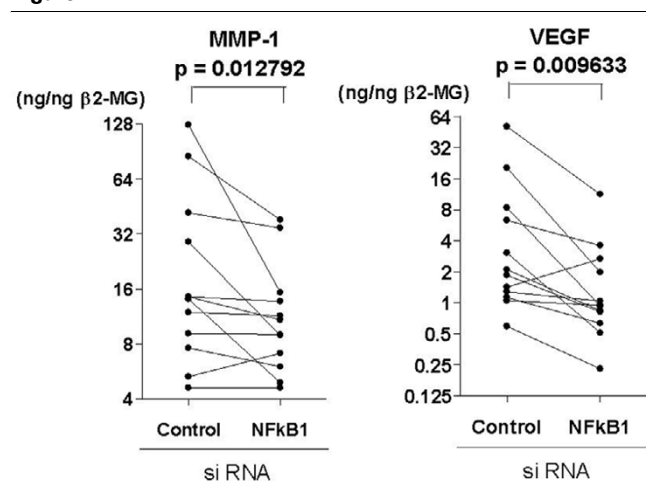 MMP-1
p = 0.012792
(ng/ng β2-MG)
128
64
32
16
8
4
Control NFkB1
si RNA
VEGF
p = 0.009633
(ng/ng β2-MG)
64
32
16
8
4
2
1
0.5
0.25
0.125
Control NFkB1
si RNA